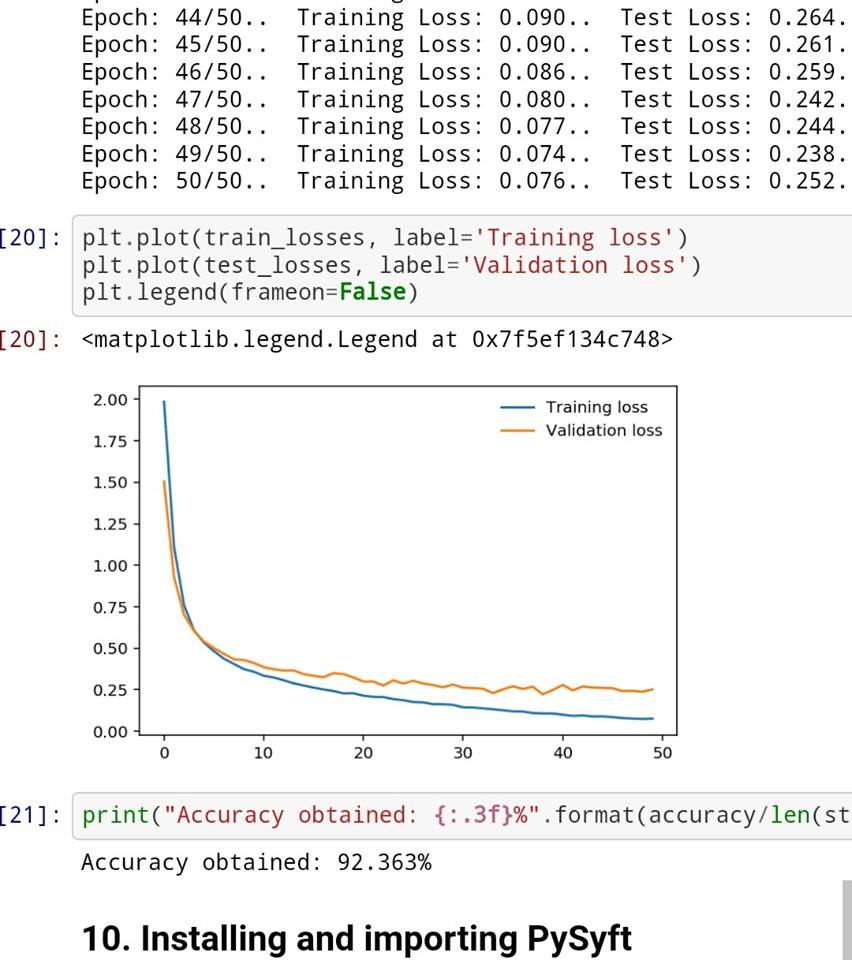 Epoch: 44/50.. Training Loss: 0.090.. Test Loss: 0.264.
Epoch: 45/50.. Training Loss: 0.090.. Test Loss: 0.261.
Epoch: 46/50.. Training Loss: 0.086.. Test Loss: 0.259.
Epoch: 47/50.. Training Loss: 0.080.. Test Loss: 0.242.
Epoch: 48/50.. Training Loss: 0.077.. Test Loss: 0.244.
Epoch: 49/50.. Training Loss: 0.074.. Test Loss: 0.238.
Epoch: 50/50.. Training Loss: 0.076.. Test Loss: 0.252.
[20]: plt.plot(train_losses, label='Training loss')
plt.plot(test_losses, label='Validation loss')
plt.legend(frameon=False)
[20]: <matplotlib.legend.Legend at 0x7f5ef134c748>
Training loss
Validation loss
2.00
1.75
1.50
1.25
1.00
0.75
0.50
0.25
0.00
0 10 20 30 40 50
[21]: print("Accuracy obtained: {:.3f}%".format(accuracy/len(st
Accuracy obtained: 92.363%
10. Installing and importing PySyft